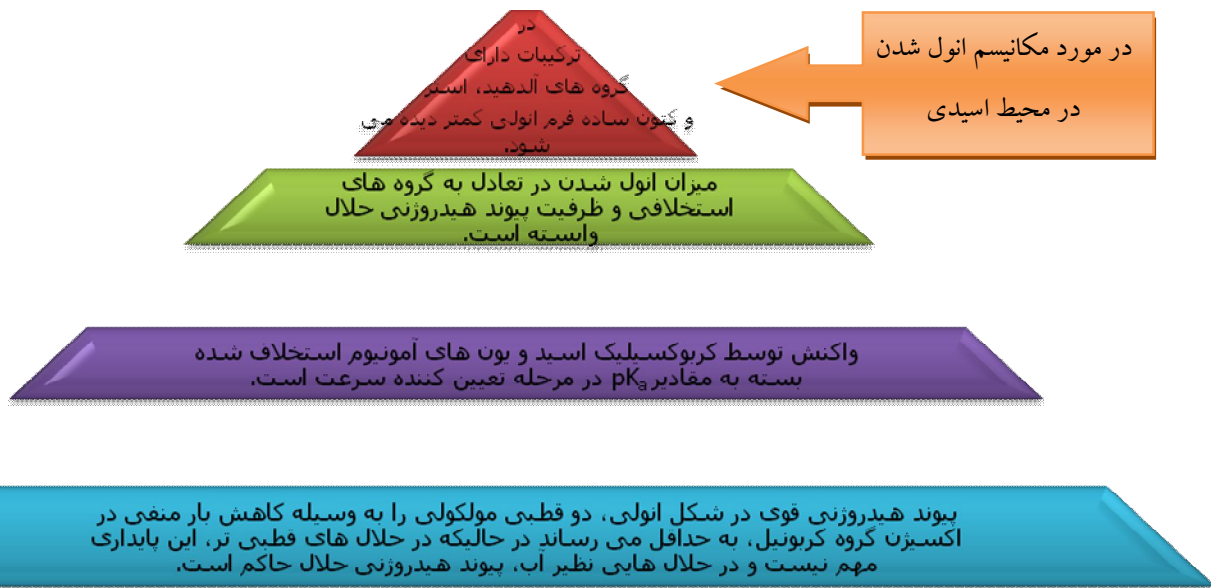 در مورد مکانیسم انول شدن
در محیط اسیدی
در
ترکیبات دارای
گروه های آلدهید، استر
و کتون ساده فرم انولی کمتر دیده می
شود.
میزان انول شدن در تعادل به گروه های
استخلافی و ظرفیت پیوند هیدروژنی حلال
وابسته است.
واکنش توسط کربوکسیلیک اسید و یون های آمونیوم استخلاف شده
بسته به مقادیر pKa در مرحله تعیین کننده سرعت است.
پیوند هیدروژنی قوی در شکل انولی، دو قطبی مولکولی را به وسیله کاهش بار منفی در
اکسیژن گروه کربونیل، به حداقل می رساند در حالیکه در حلال های قطبی تر، این پایداری
مهم نیست و در حلال هایی نظیر آب، پیوند هیدروژنی حلال حاکم است.